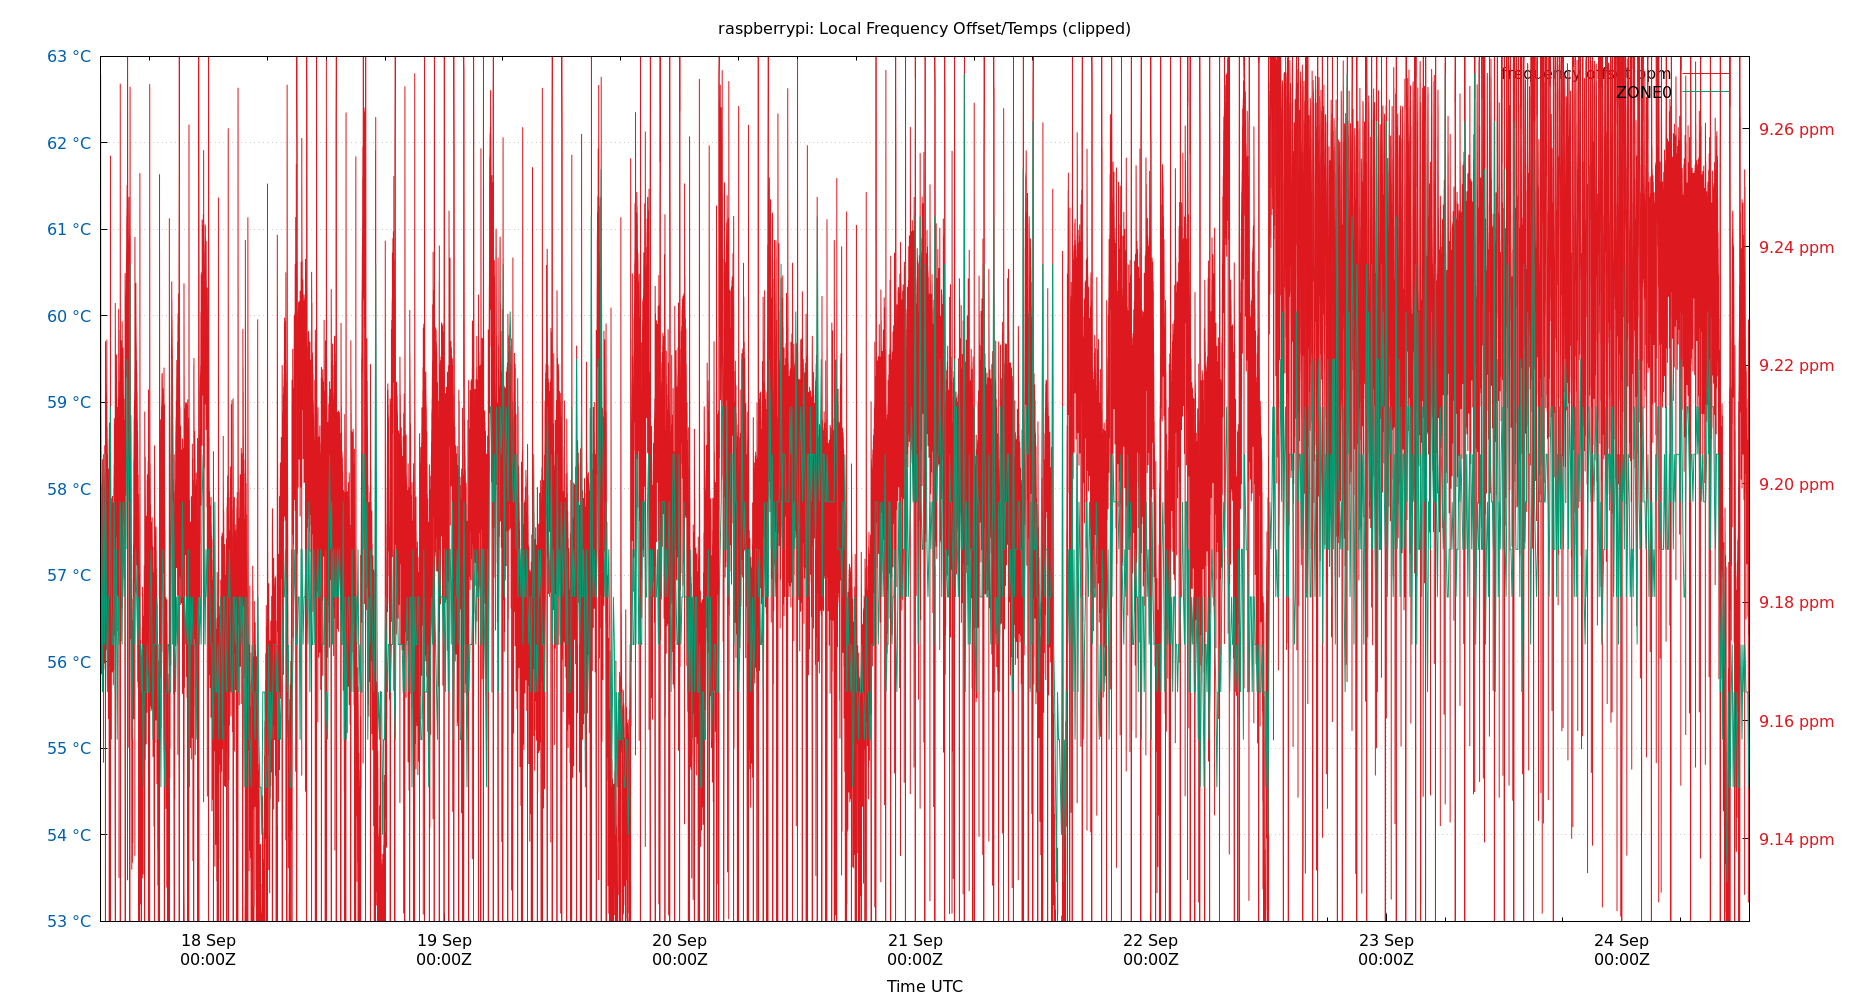 raspberrypi: Local Frequency Offset/Temps (clipped)
63 °C
62 °C
61 °C
60 °C
59 °C
58 °C
57 °C
56 °C
55 °C
54 °C
53 °C
frequency offset ppm
ZONE0
9.26 ppm
9.24 ppm
9.22 ppm
9.20 ppm
9.18 ppm
9.16 ppm
9.14 ppm
18 Sep
00:00Z
19 Sep
00:00Z
20 Sep
00:00Z
21 Sep
00:00Z
22 Sep
00:00Z
23 Sep
00:00Z
24 Sep
00:00Z
Time UTC